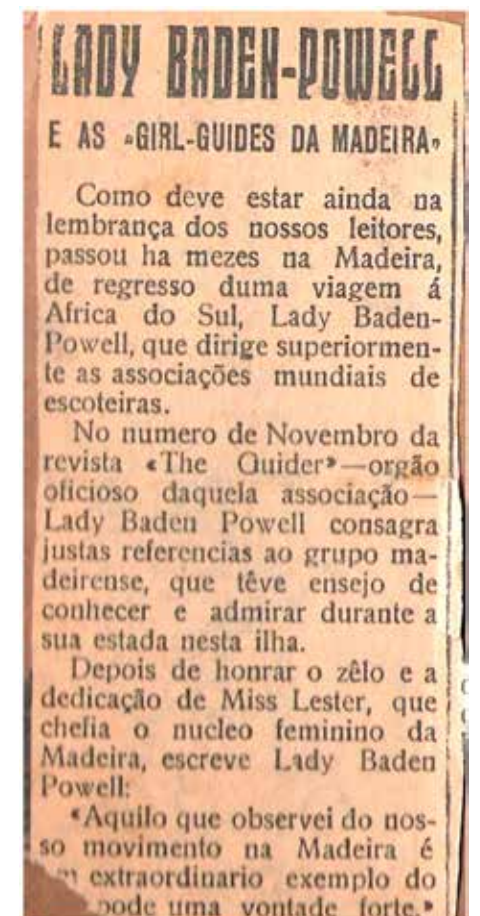 LADY BADEN-POWELL
E AS «GIRL-GUIDES DA MADEIRA»
Como deve estar ainda na
lembrança dos nossos leitores,
passou ha mezes na Madeira,
de regresso duma viagem á
Africa do Sul, Lady Baden-
Powell, que dirige superiormen-
te as associações mundiais de
escoteiras.
No numero de Novembro da
revista «The Guider»—orgão
oficioso daquela associação—
Lady Baden Powell consagra
justas referencias ao grupo ma-
deirense, que têve ensejo de
conhecer e admirar durante a
sua estada nesta ilha.
Depois de honrar o zêlo e a
dedicação de Miss Lester, que
chefia o nucleo feminino da
Madeira, escreve Lady Baden
Powell:
«Aquilo que observei do nos-
so movimento na Madeira é
extraordinario exemplo do
pode uma vontade forte.»